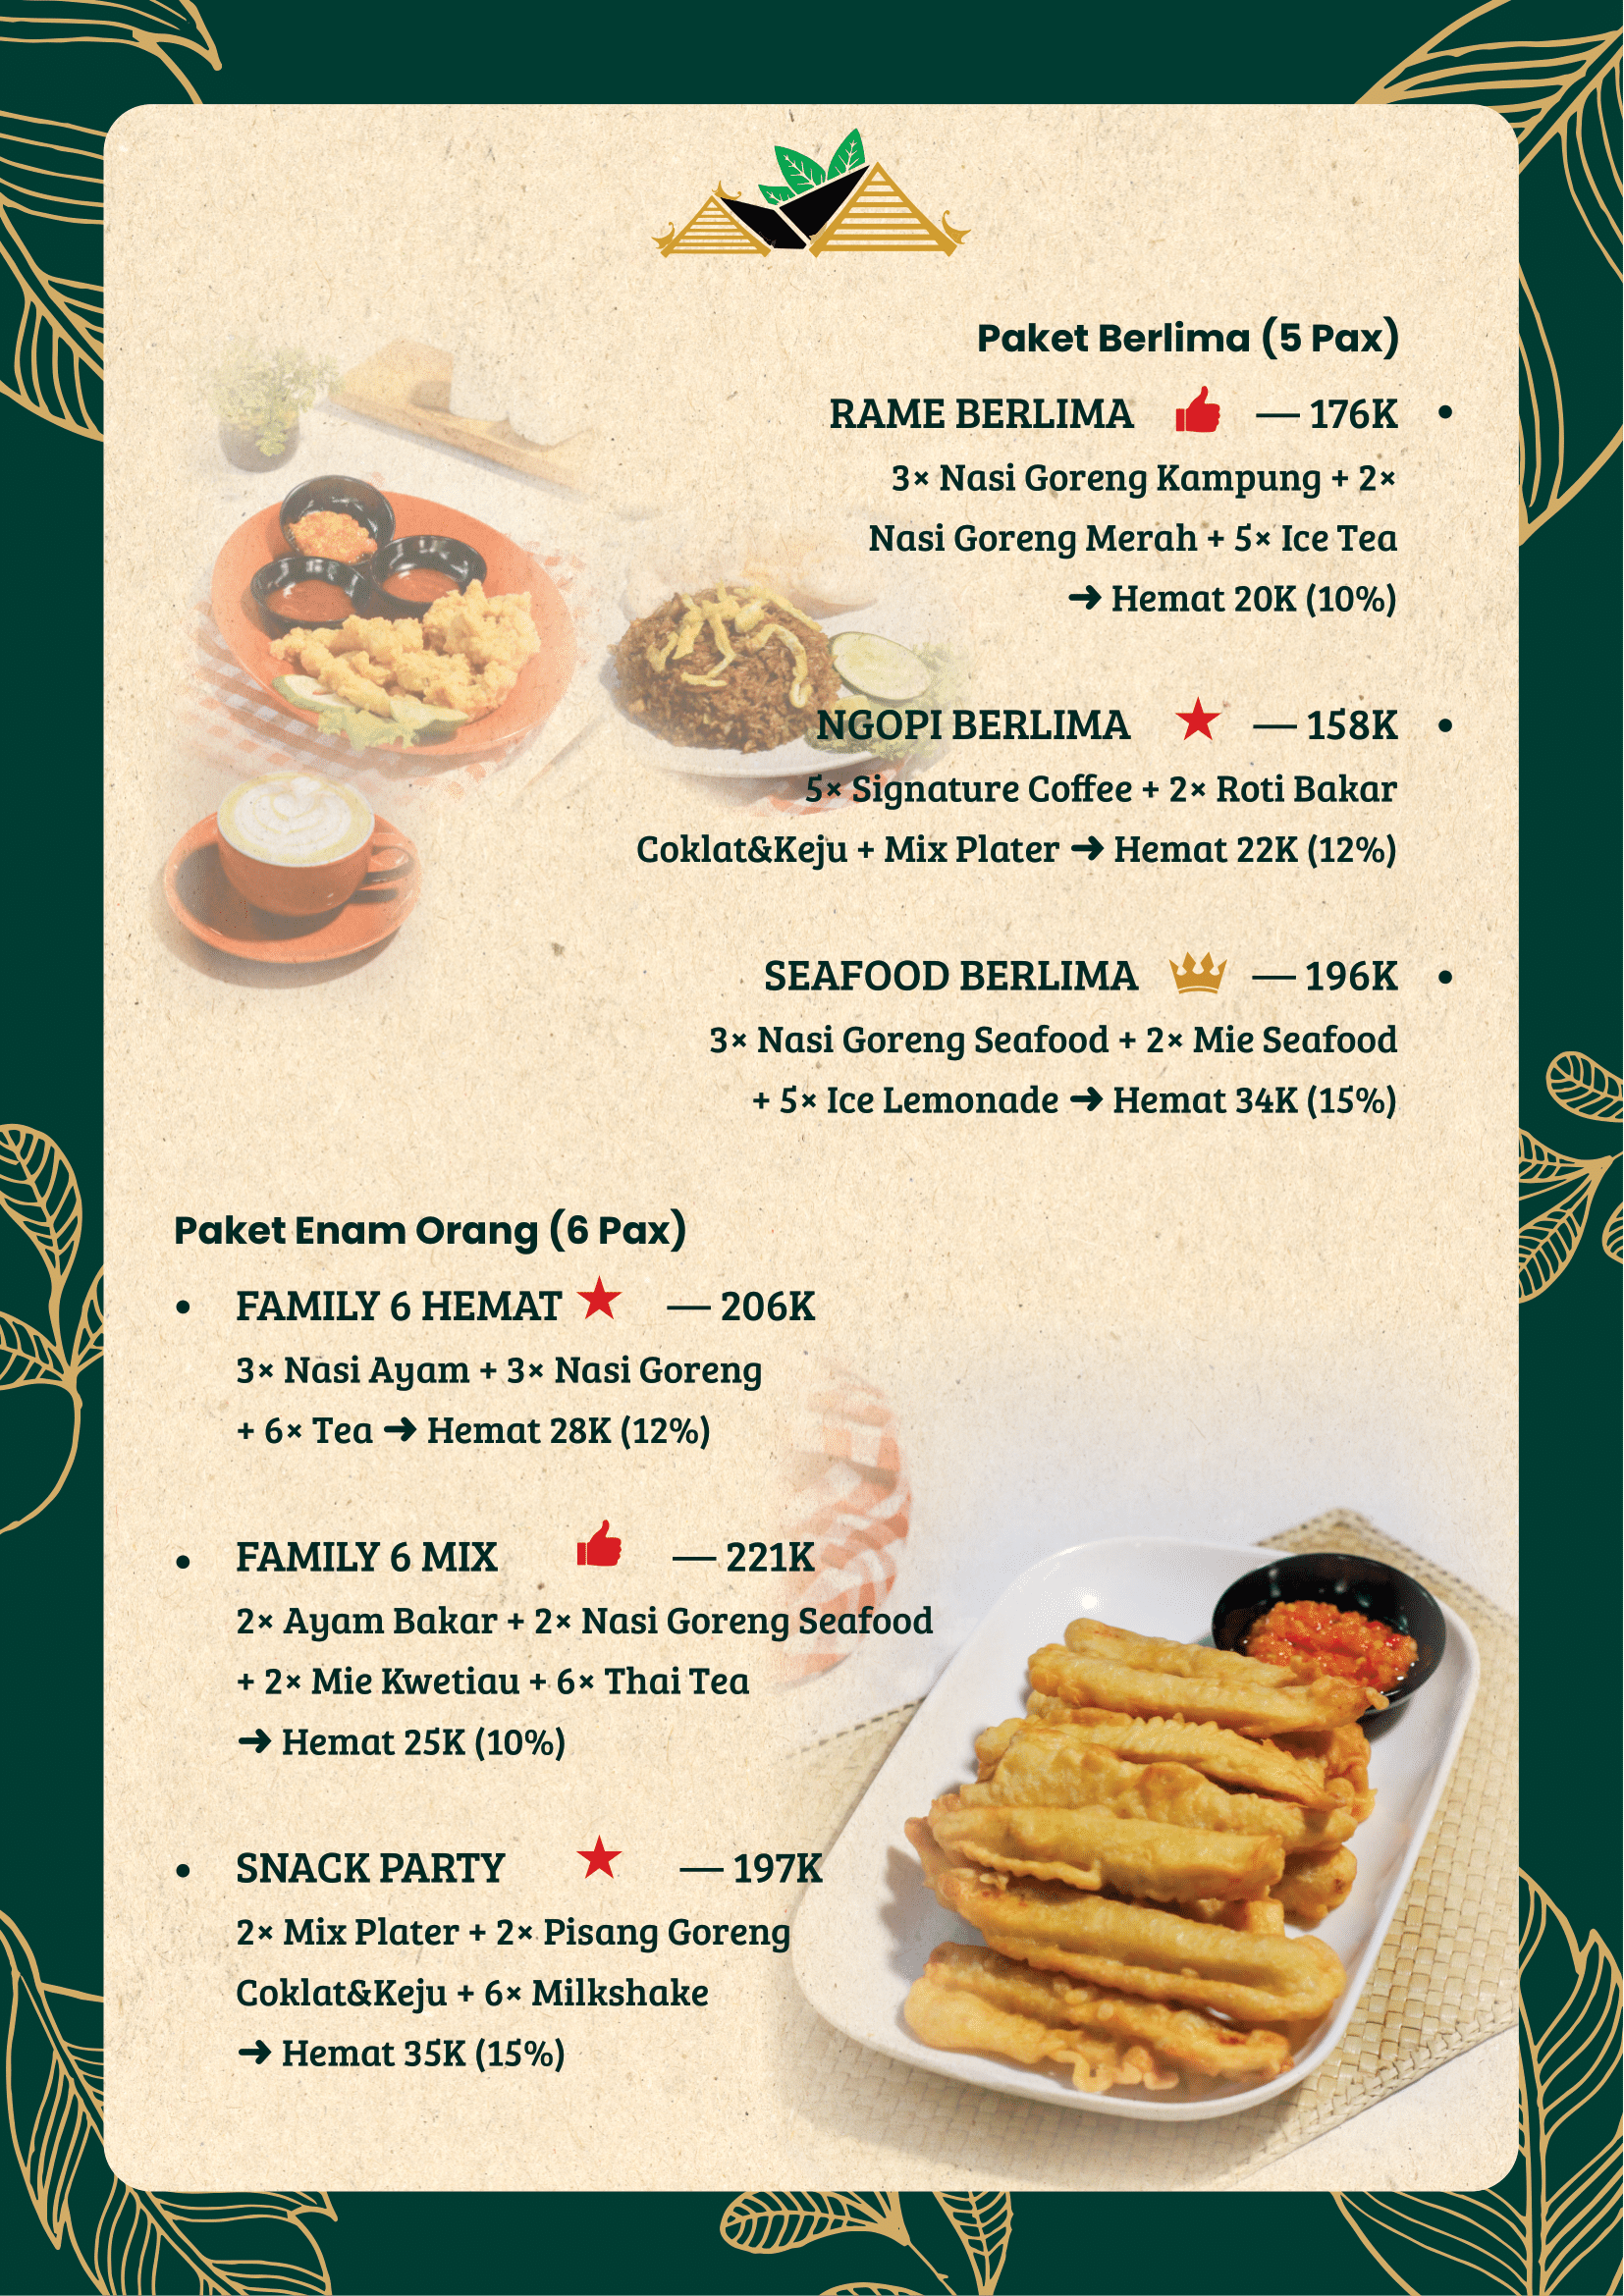 Paket Berlima (5 Pax)
RAME BERLIMA — 176K •
3× Nasi Goreng Kampung + 2×
Nasi Goreng Merah + 5× Ice Tea
➔ Hemat 20K (10%)
NGOPI BERLIMA — 158K •
5× Signature Coffee + 2× Roti Bakar
Coklat&Keju + Mix Plater ➔ Hemat 22K (12%)
SEAFOOD BERLIMA — 196K •
3× Nasi Goreng Seafood + 2× Mie Seafood
+ 5× Ice Lemonade ➔ Hemat 34K (15%)
Paket Enam Orang (6 Pax)
• FAMILY 6 HEMAT — 206K
3× Nasi Ayam + 3× Nasi Goreng
+ 6× Tea ➔ Hemat 28K (12%)
• FAMILY 6 MIX — 221K
2× Ayam Bakar + 2× Nasi Goreng Seafood
+ 2× Mie Kwetiau + 6× Thai Tea
➔ Hemat 25K (10%)
• SNACK PARTY — 197K
2× Mix Plater + 2× Pisang Goreng
Coklat&Keju + 6× Milkshake
➔ Hemat 35K (15%)